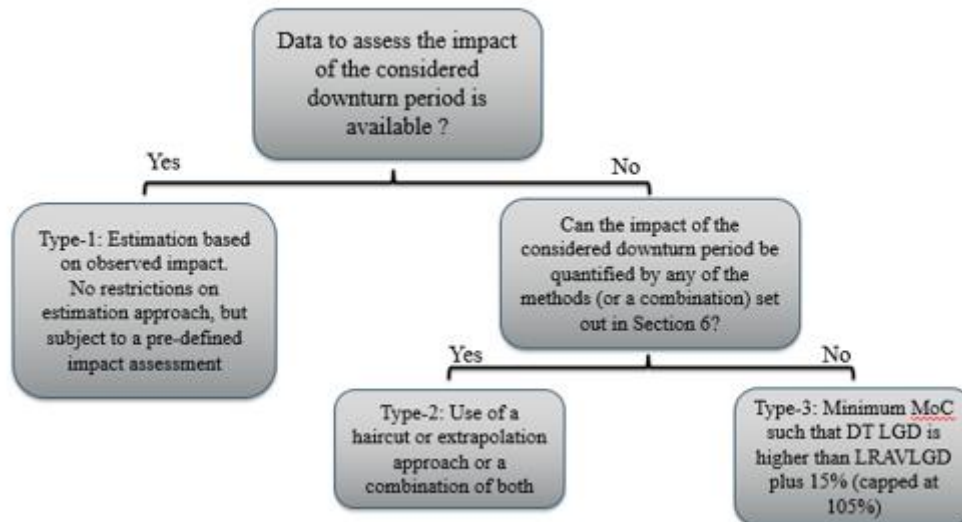 Data to assess the impact
of the considered
downturn period is
available ?
Yes
No
Type-1: Estimation based
on observed impact.
No restrictions on
estimation approach, but
subject to a pre-defined
impact assessment
Can the impact of the
considered downturn period be
quantified by any of the
methods (or a combination) set
out in Section 6?
Yes
No
Type-2: Use of a
haircut or extrapolation
approach or a
combination of both
Type-3: Minimum MoC
such that DT LGD is
higher than LRAVLGD
plus 15% (capped at
105%)